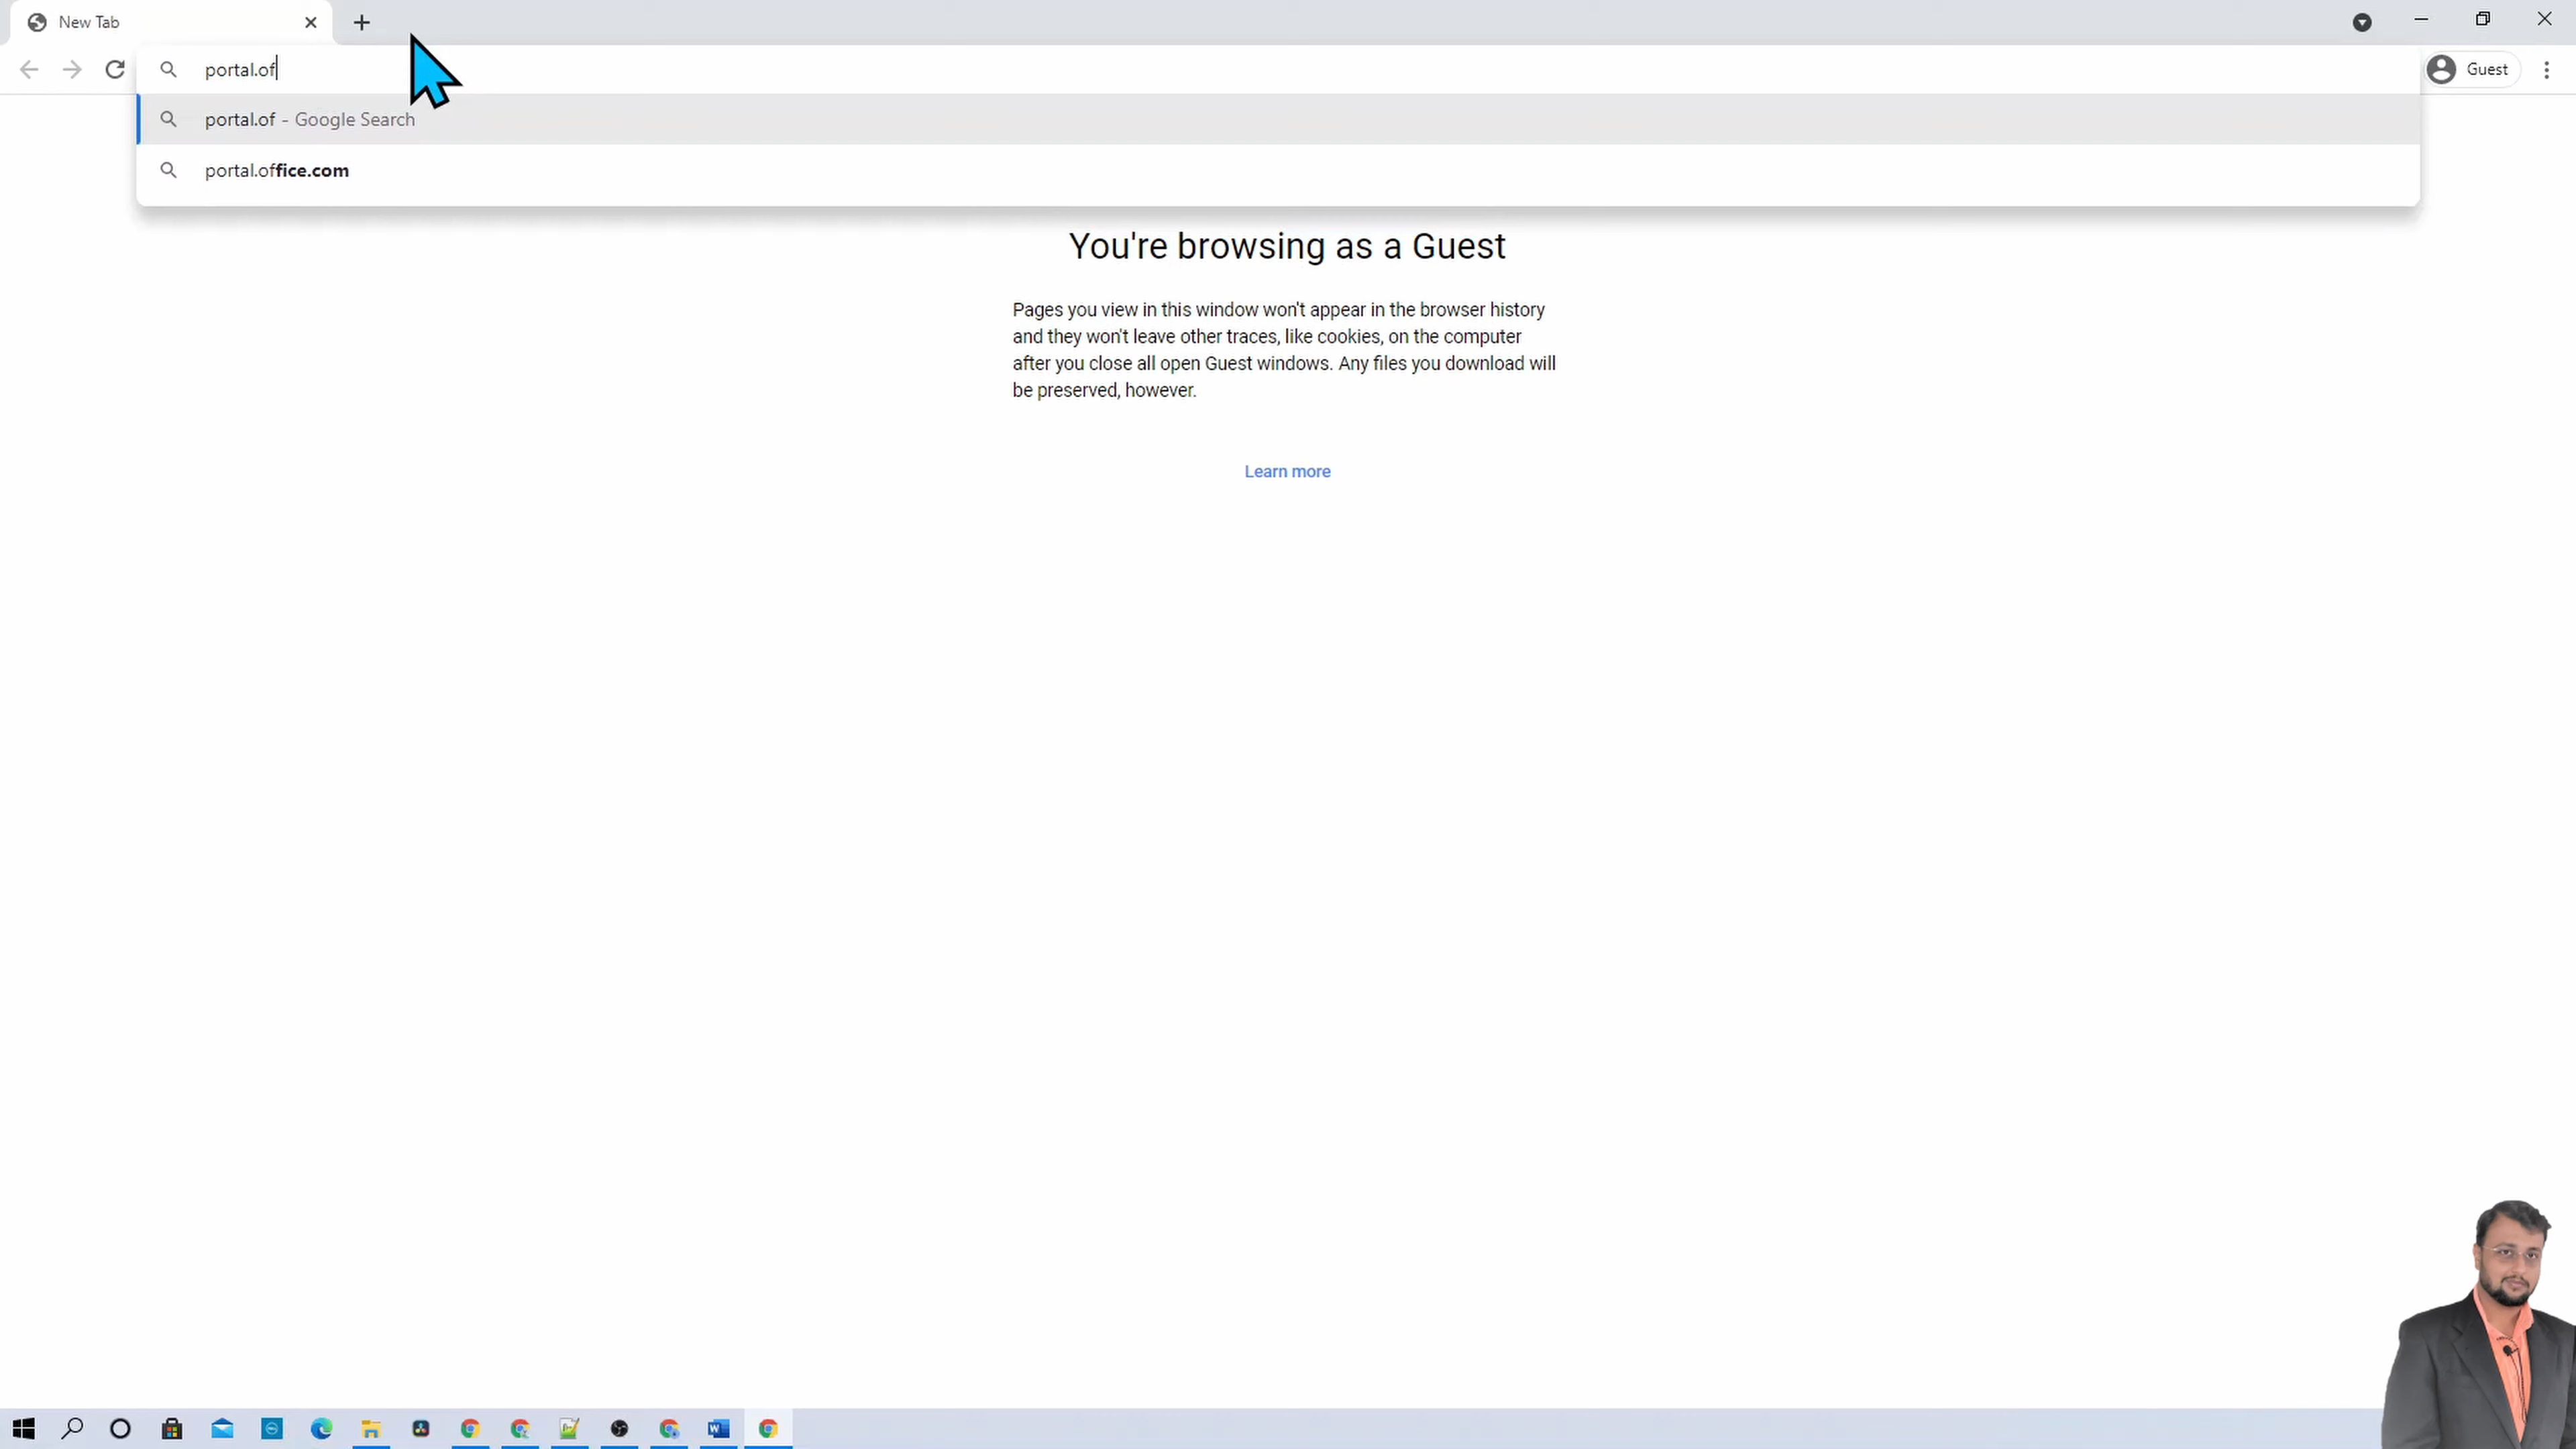 New Tab
portal.of
Guest
portal.of - Google Search
portal.office.com
You're browsing as a Guest
Pages you view in this window won't appear in the browser history
and they won't leave other traces, like cookies, on the computer
after you close all open Guest windows. Any files you download will
be preserved, however.
Learn more